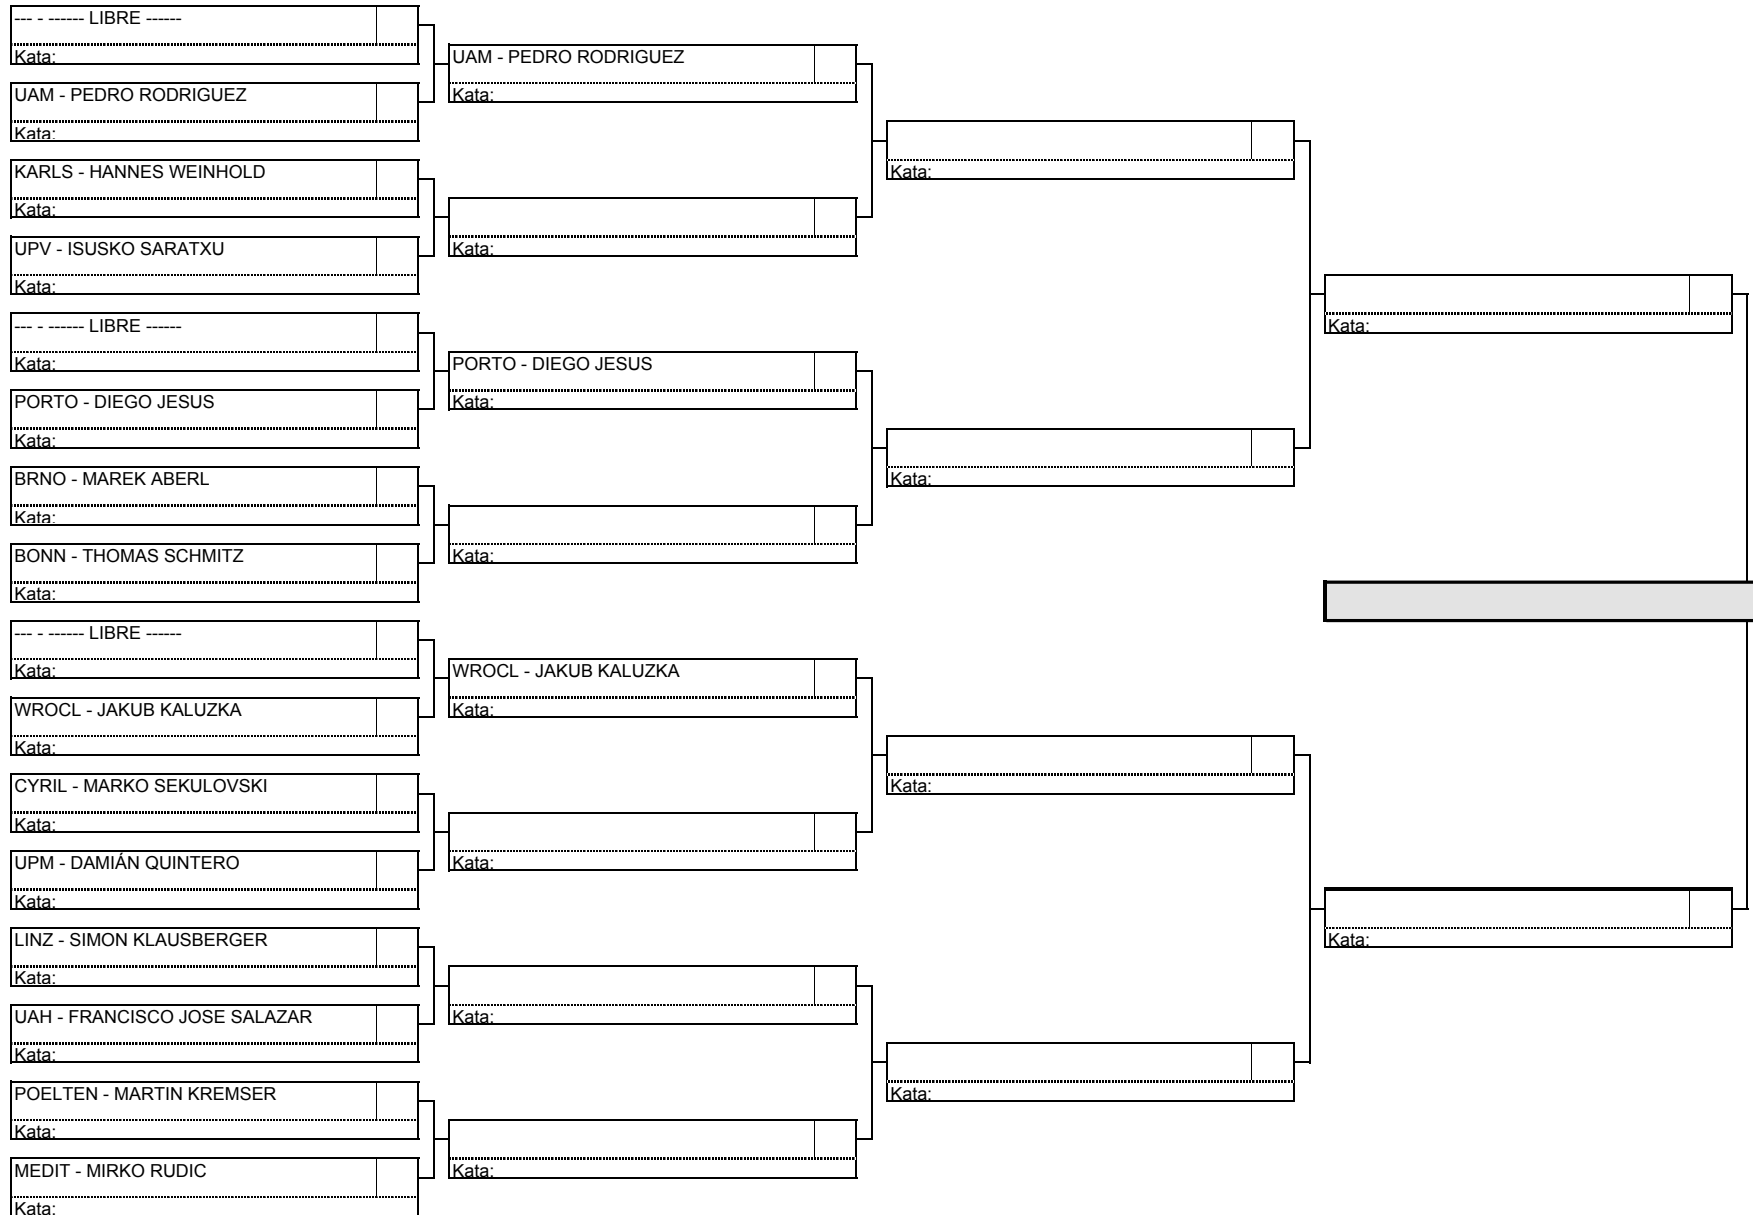 --- - ------ LIBRE ------
Kata:
UAM - PEDRO RODRIGUEZ
Kata:
KARLS - HANNES WEINHOLD
Kata:
UPV - ISUSKO SARATXU
Kata:
--- - ------ LIBRE ------
Kata:
PORTO - DIEGO JESUS
Kata:
BRNO - MAREK ABERL
Kata:
BONN - THOMAS SCHMITZ
Kata:
--- - ------ LIBRE ------
Kata:
WROCL - JAKUB KALUZKA
Kata:
CYRIL - MARKO SEKULOVSKI
Kata:
UPM - DAMIÁN QUINTERO
Kata:
LINZ - SIMON KLAUSBERGER
Kata:
UAH - FRANCISCO JOSE SALAZAR
Kata:
POELTEN - MARTIN KREMSER
Kata:
MEDIT - MIRKO RUDIC
Kata:
UAM - PEDRO RODRIGUEZ
Kata:
Kata:
PORTO - DIEGO JESUS
Kata:
Kata:
WROCL - JAKUB KALUZKA
Kata:
Kata:
Kata:
Kata:
Kata:
Kata:
Kata:
Kata:
Kata:
Kata: